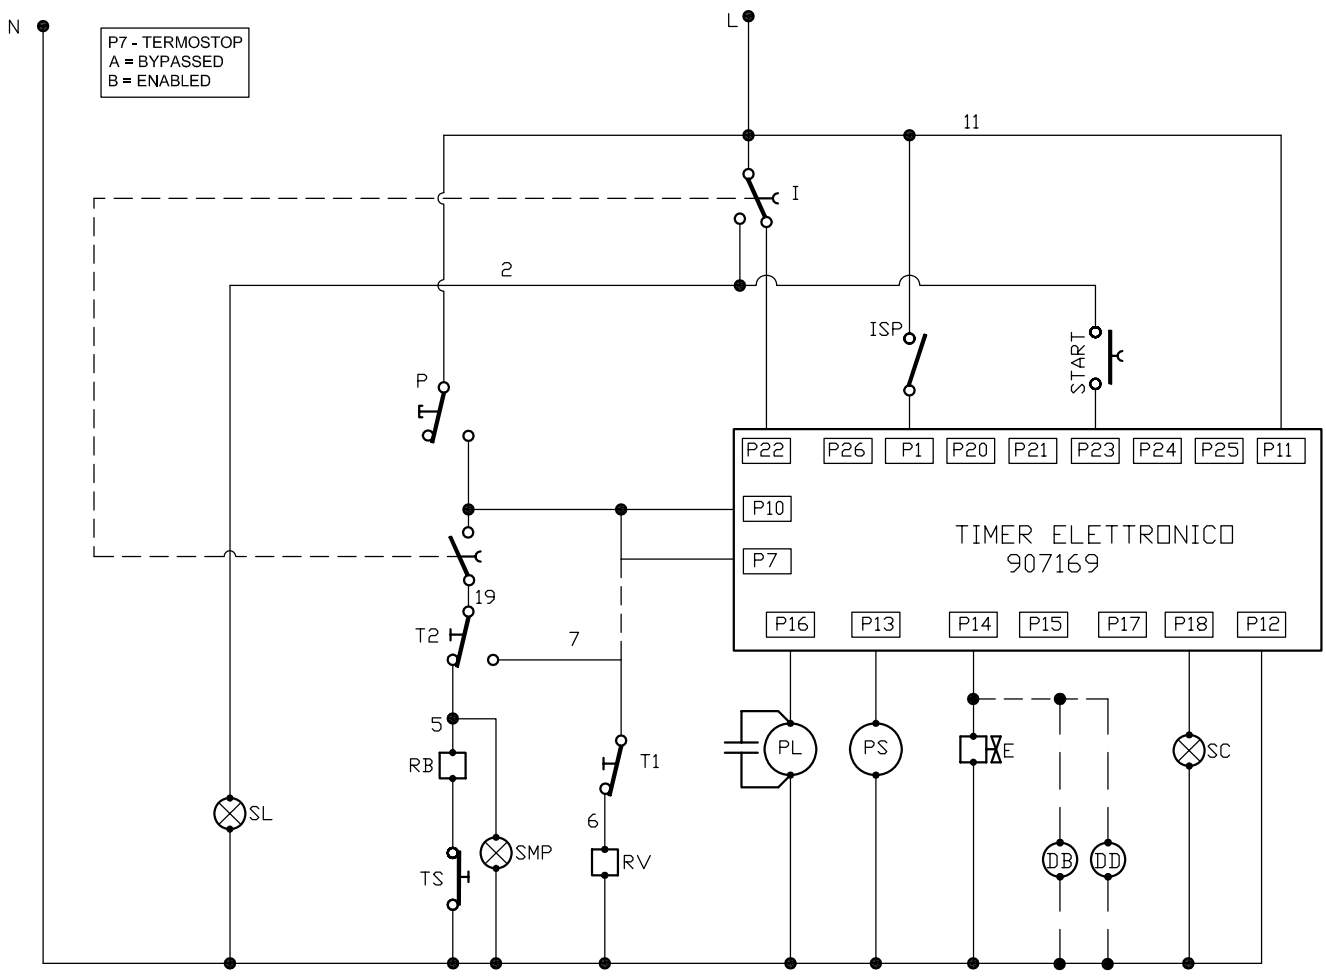 N
L
P7 - TERMOSTOP
A = BYPASSED
B = ENABLED
11
I
2
ISP
START
P
P22
P26
P1
P20
P21
P23
P24
P25
P11
P10
TIMER ELETTRONICO
P7
907169
19
P16
P13
P14
P15
P17
P18
P12
T2
7
5
PL
PS
E
SC
RB
T1
SL
6
SMP
RV
DB
DD
TS